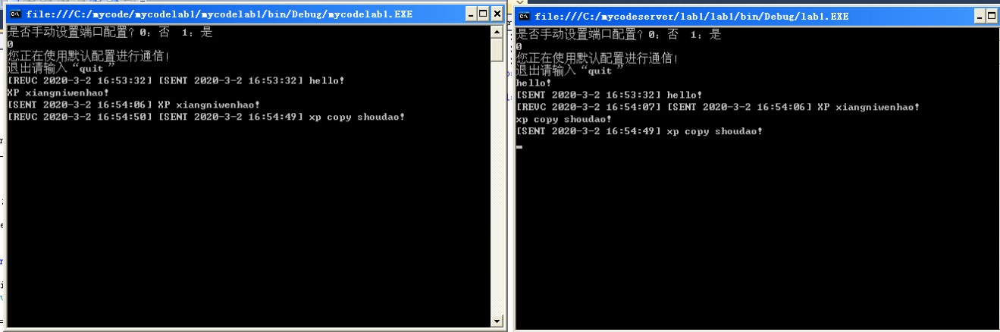 file:///C:/mycode/mycodelab1/mycodelab1/bin/Debug/mycodelab1.EXE
是否手动设置端口配置？0：否  1：是
0
您正在使用默认配置进行通信！
退出请输入“quit ”
[REVC 2020-3-2 16:53:32] [SENT 2020-3-2 16:53:32] hello!
XP xiangniwenhao!
[SENT 2020-3-2 16:54:06] XP xiangniwenhao!
[REVC 2020-3-2 16:54:50] [SENT 2020-3-2 16:54:49] xp copy shoudao!
file:///C:/mycodeserver/lab1/lab1/bin/Debug/lab1.EXE
是否手动设置端口配置？0：否  1：是
0
您正在使用默认配置进行通信！
退出请输入“quit ”
hello!
[SENT 2020-3-2 16:53:32] hello!
[REVC 2020-3-2 16:54:07] [SENT 2020-3-2 16:54:06] XP xiangniwenhao!
xp copy shoudao!
[SENT 2020-3-2 16:54:49] xp copy shoudao!